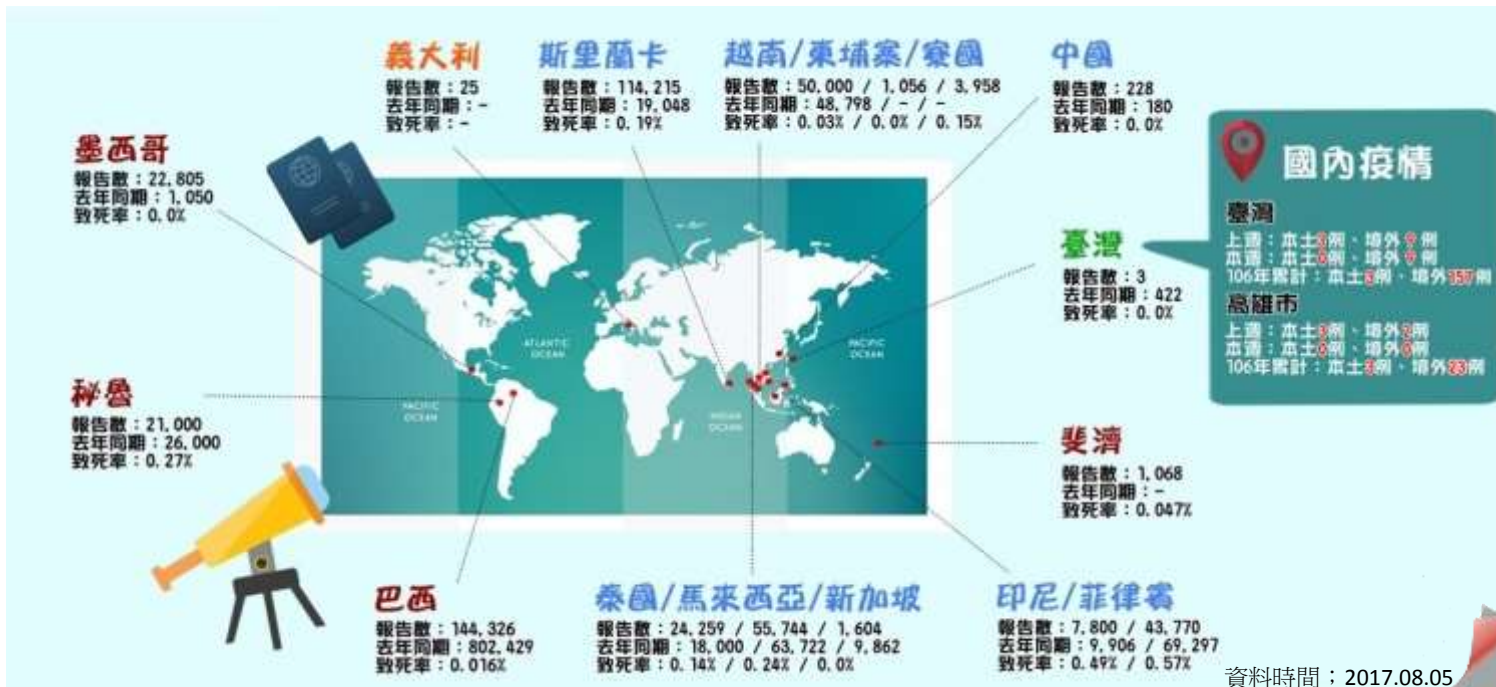 義大利
報告數：25
去年同期：-
致死率：-
斯里蘭卡
報告數：114,215
去年同期：19,048
致死率：0.19%
越南/柬埔寨/寮國
報告數：50,000 / 1,056 / 3,958
去年同期：48,798 / - / -
致死率：0.03% / 0.0% / 0.15%
中國
報告數：228
去年同期：180
致死率：0.0%
墨西哥
報告數：22,805
去年同期：1,050
致死率：0.0%
國內疫情
臺灣
上週：本土3例、境外9例
本週：本土0例、境外9例
106年累計：本土3例、境外157例
高雄市
上週：本土3例、境外2例
本週：本土0例、境外0例
106年累計：本土3例、境外23例
臺灣
報告數：3
去年同期：422
致死率：0.0%
ATLANTIC
OCEAN
PACIFIC
OCEAN
PACIFIC
OCEAN
INDIAN
OCEAN
秘魯
報告數：21,000
去年同期：26,000
致死率：0.27%
斐濟
報告數：1,068
去年同期：-
致死率：0.047%
巴西
報告數：144,326
去年同期：802,429
致死率：0.016%
泰國/馬來西亞/新加坡
報告數：24,259 / 55,744 / 1,604
去年同期：18,000 / 63,722 / 9,862
致死率：0.14% / 0.24% / 0.0%
印尼/菲律賓
報告數：7,800 / 43,770
去年同期：9,906 / 69,297
致死率：0.49% / 0.57%
資料時間；2017.08.05